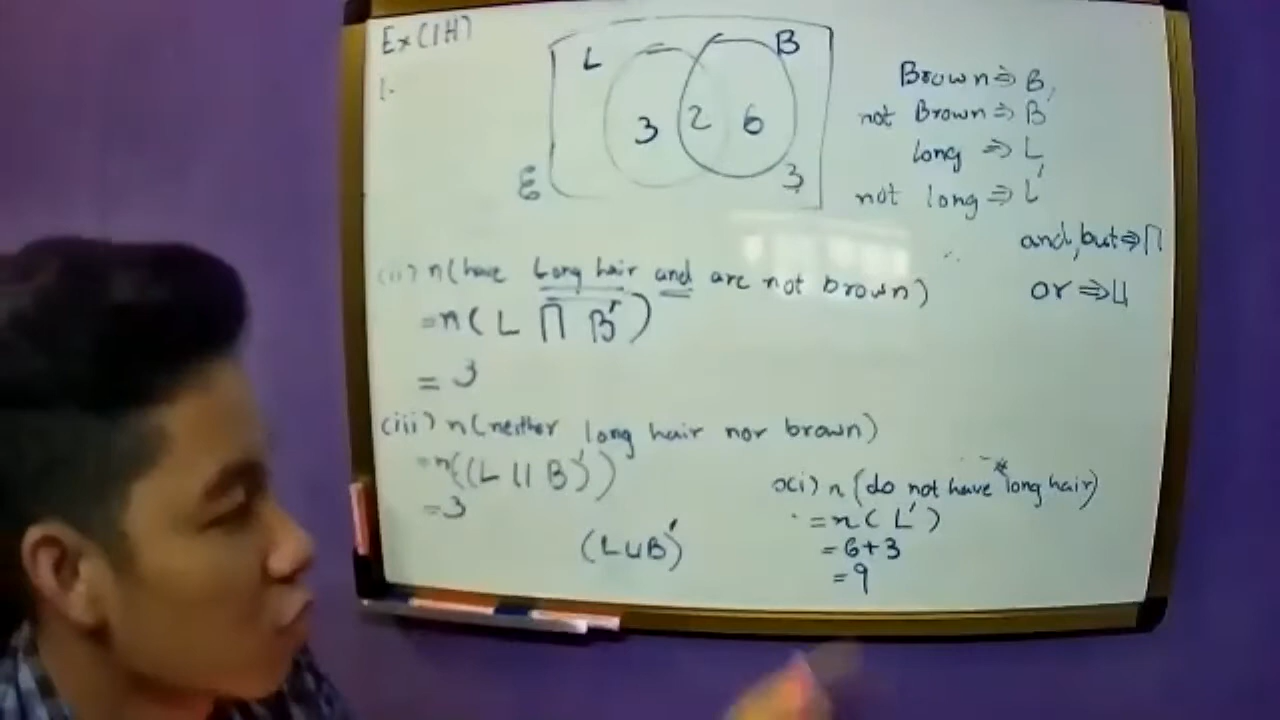 Ex(1H)
1.
L B
3 2 6
ε 3
Brown ⇒ B,
not Brown ⇒ B'
long ⇒ L
not long ⇒ L'
and, but ⇒ ∩
or ⇒ ∪
(ii) n(have Long hair and are not brown)
= n( L ∩ B')
= 3
(iii) n(neither long hair nor brown)
= n((L ∪ B)')
= 3
(L∪B)'
xi) n (do not have long hair)
= n( L')
= 6+3
= 9